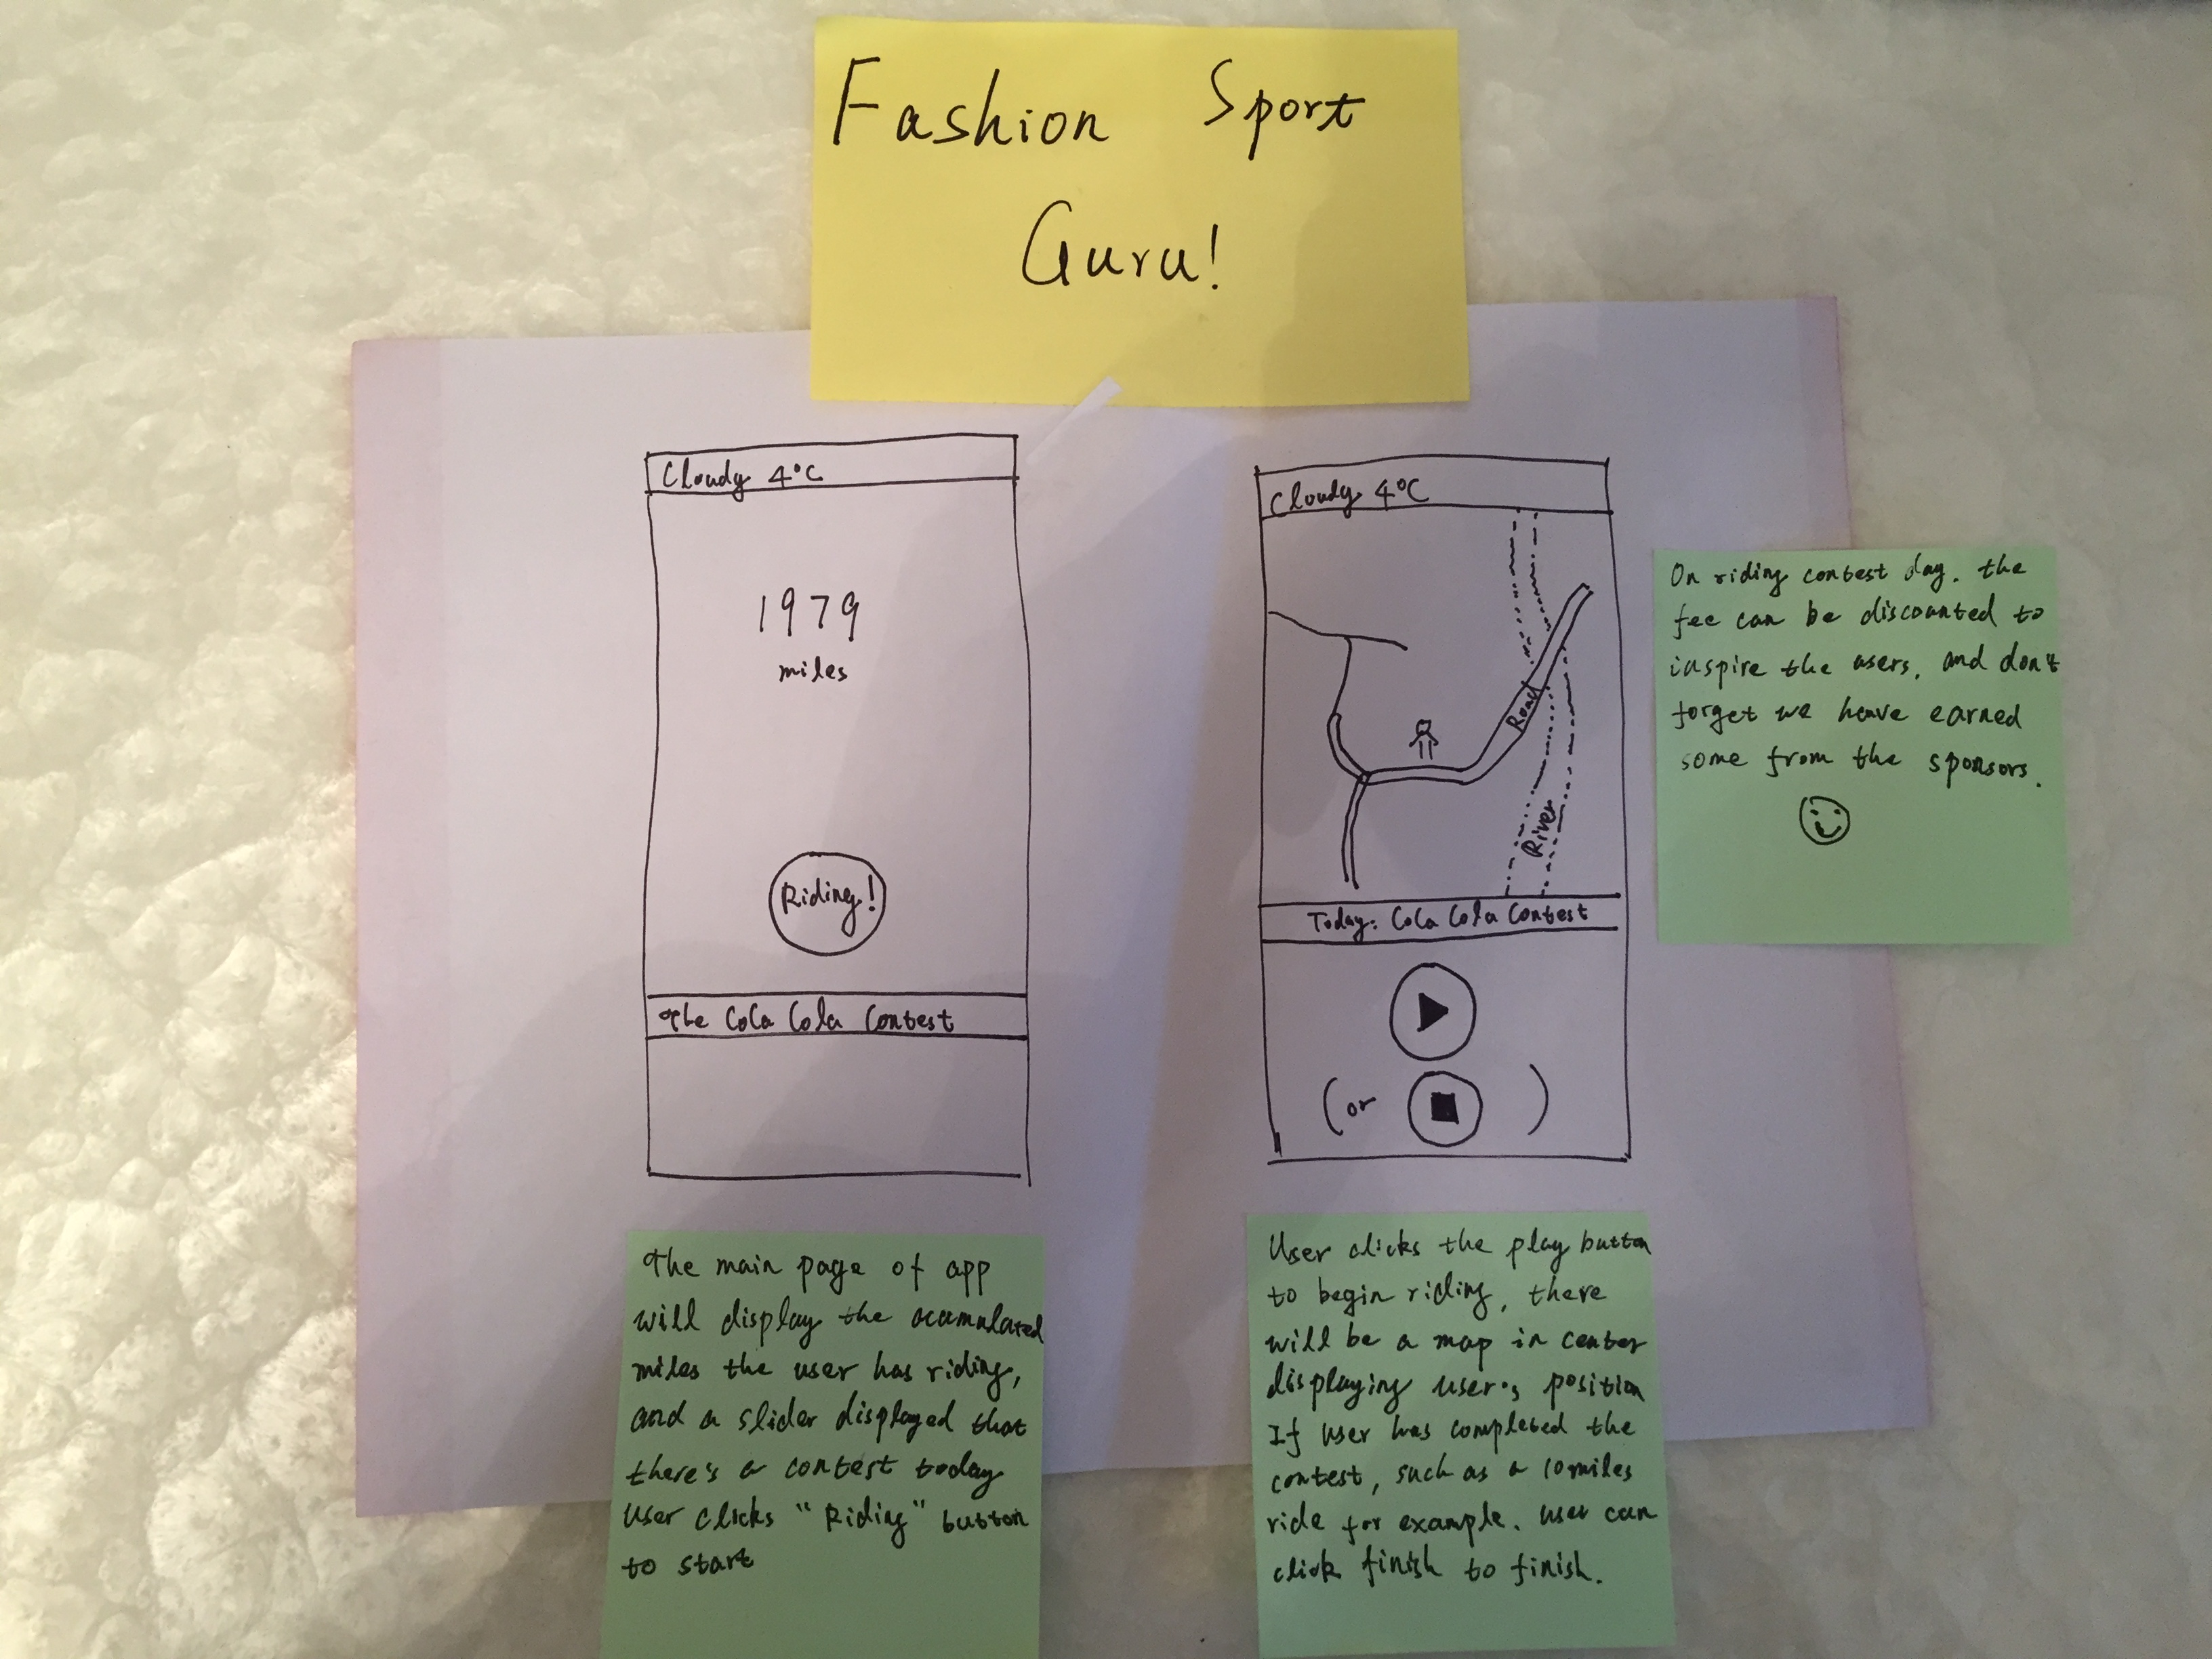 Fashion Sport
Guru!
Cloudy 4°C
1979
miles
Riding!
The CoCa Cola Contest
Cloudy 4°C
Road
River
Today: CoCa Cola Contest
(or )
On riding contest day. the
fee can be discounted to
inspire the users, and don't
forget we heave earned
some from the sponsors.
The main page of app
will display the acamulated
miles the user has riding,
and a slider displayed that
there's a contest today
User clicks "Riding" button
to start
User clicks the play button
to begin riding, there
will be a map in center
displaying user's position
If user has completed the
contest, such as a 10miles
ride for example. user can
click finish to finish.